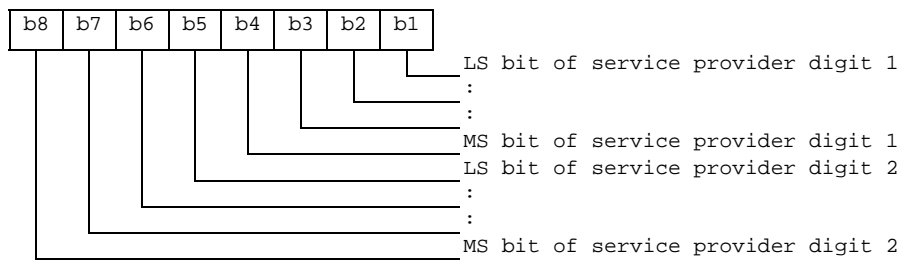 b8 b7 b6 b5 b4 b3 b2 b1
LS bit of service provider digit 1
:
:
MS bit of service provider digit 1
LS bit of service provider digit 2
:
:
MS bit of service provider digit 2